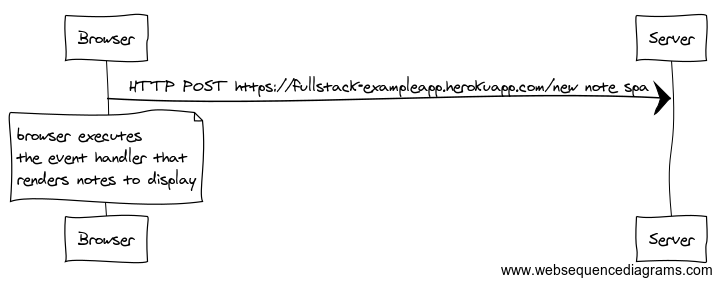 Browser
Server
HTTP POST https://fullstack-exampleapp.herokuapp.com/new note spa
browser executes
the event handler that
renders notes to display
Browser
Server
www.websequencediagrams.com